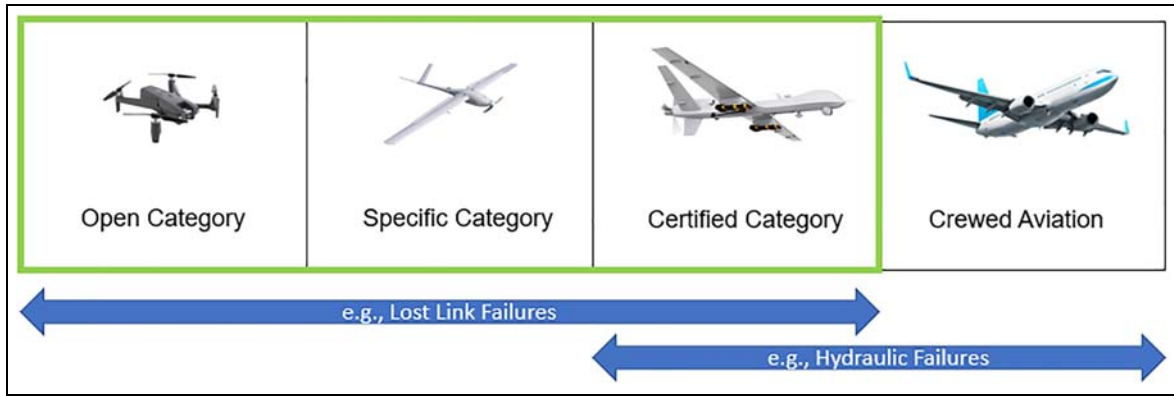 Open Category
Specific Category
Certified Category
Crewed Aviation
e.g., Lost Link Failures
e.g., Hydraulic Failures